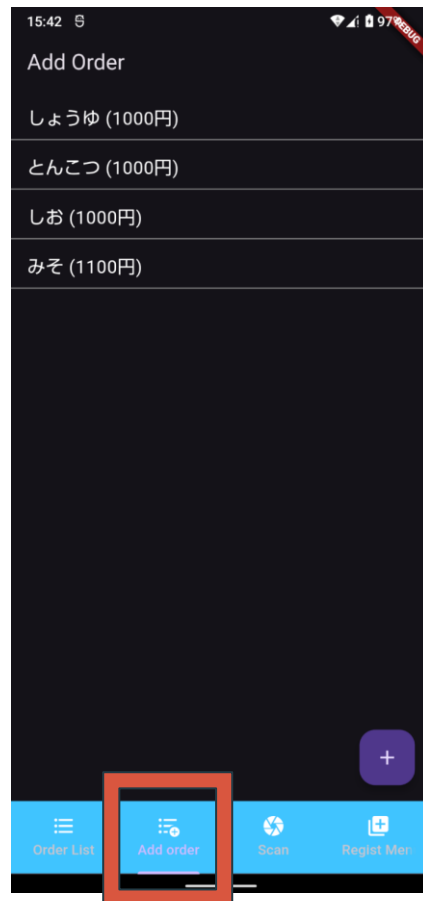 15:42
97%
DEBUG
Add Order
しょうゆ (1000円)
とんこつ (1000円)
しお (1000円)
みそ (1100円)
+
Order List
Add order
Scan
Regist Men